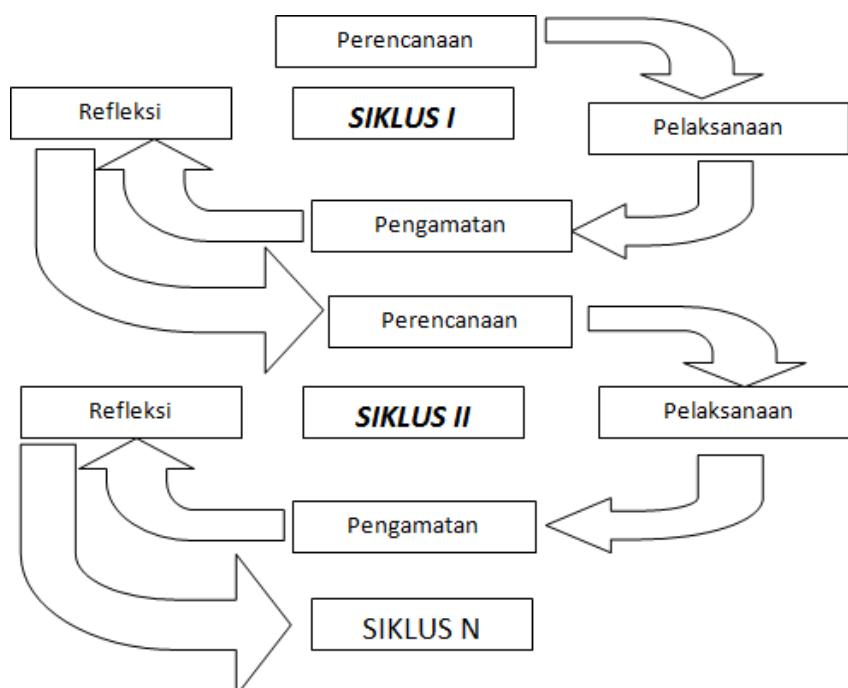 Perencanaan
Refleksi
SIKLUS I
Pelaksanaan
Pengamatan
Perencanaan
Refleksi
SIKLUS II
Pelaksanaan
Pengamatan
SIKLUS N